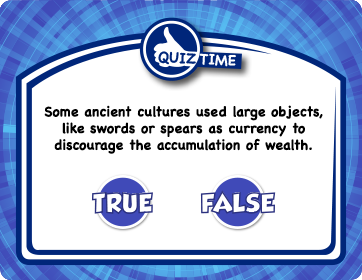 QUIZ TIME
Some ancient cultures used large objects,
like swords or spears as currency to
discourage the accumulation of wealth.
TRUE FALSE